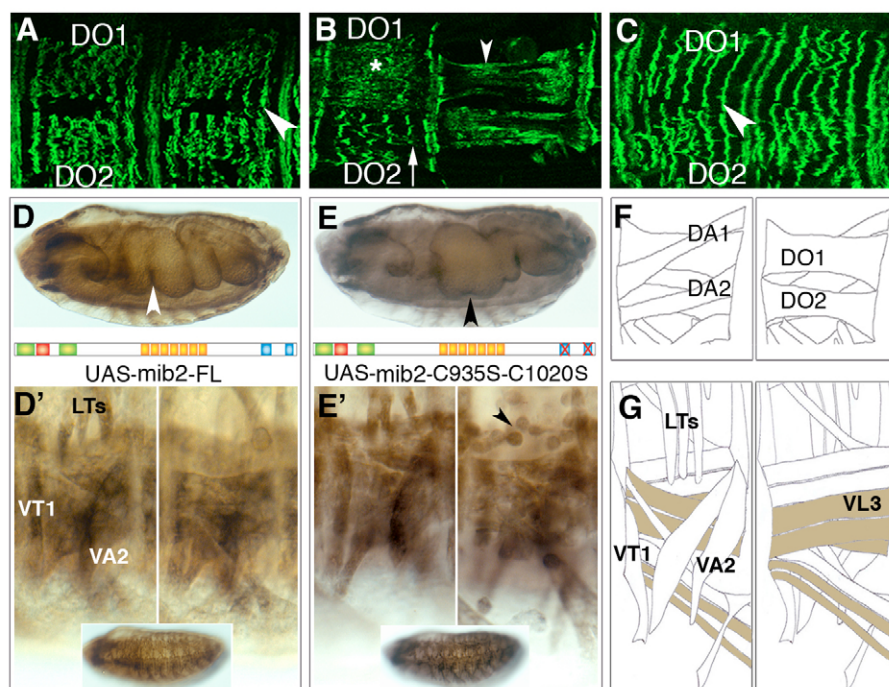 A
DO1
DO2
B
DO1
*
DO2
C
DO1
DO2
D
E
F
DA1
DA2
DO1
DO2
UAS-mib2-FL
UAS-mib2-C935S-C1020S
D'
LTs
VT1
VA2
E'
G
LTs
VL3
VT1
VA2